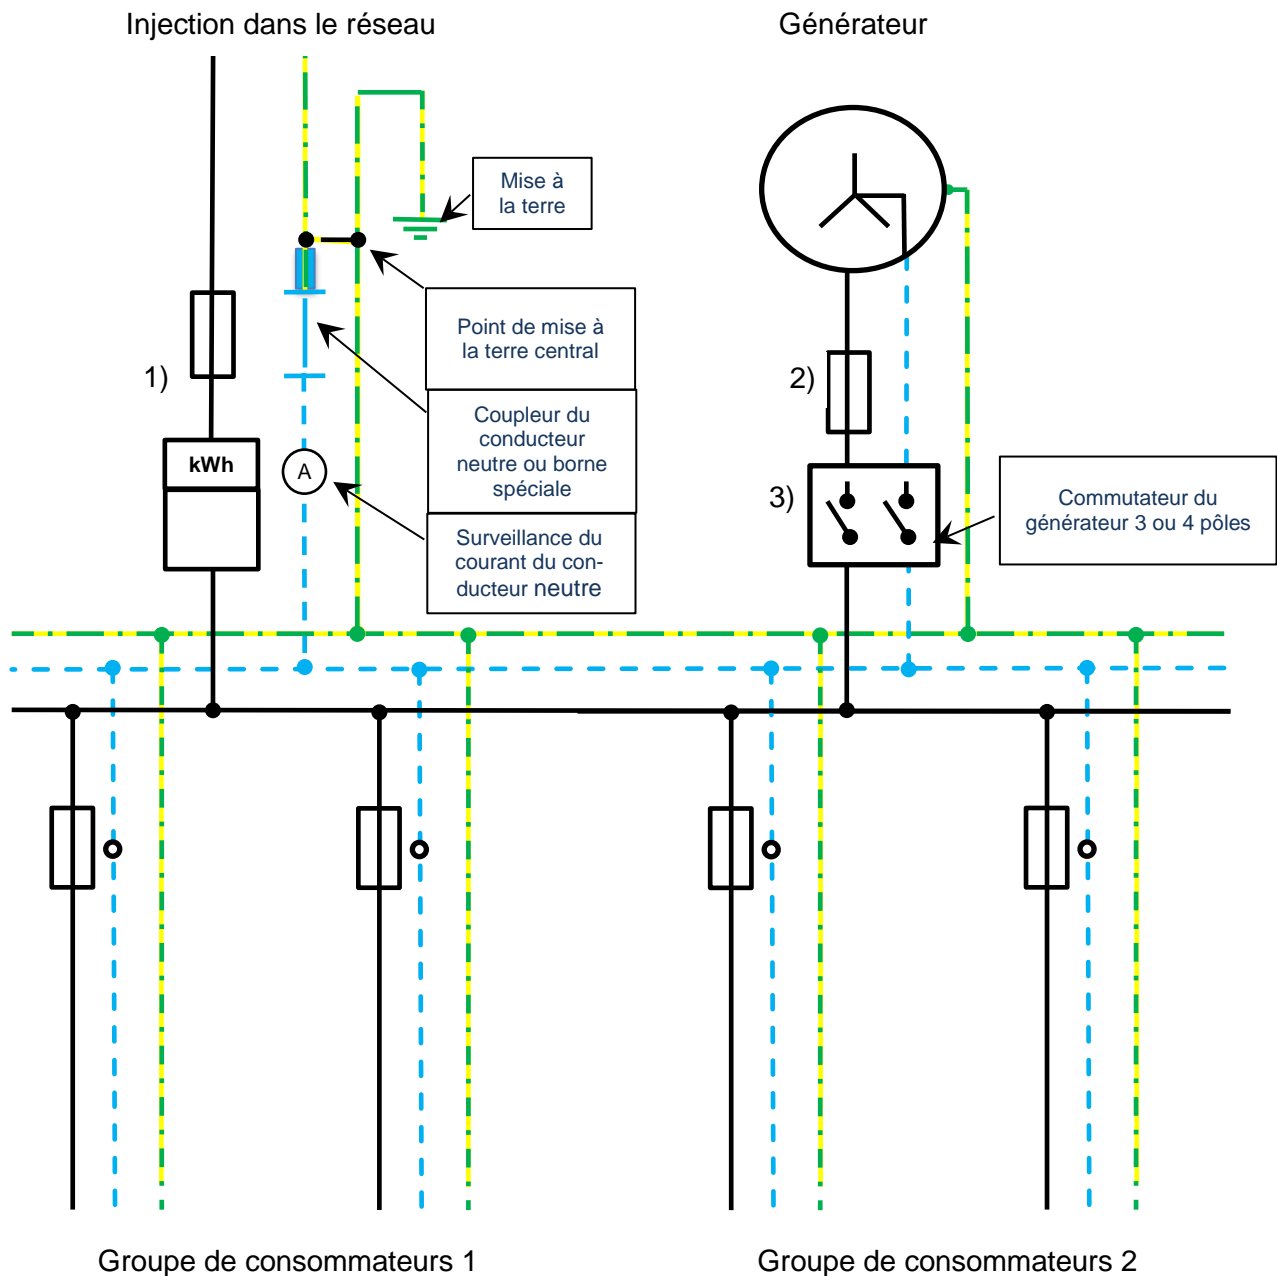 Injection dans le réseau
Générateur
Mise à
la terre
Point de mise à
la terre central
1)
2)
Coupleur du
conducteur
neutre ou borne
spéciale
kWh
A
3)
Commutateur du
générateur 3 ou 4 pôles
Surveillance du
courant du con-
ducteur neutre
Groupe de consommateurs 1
Groupe de consommateurs 2